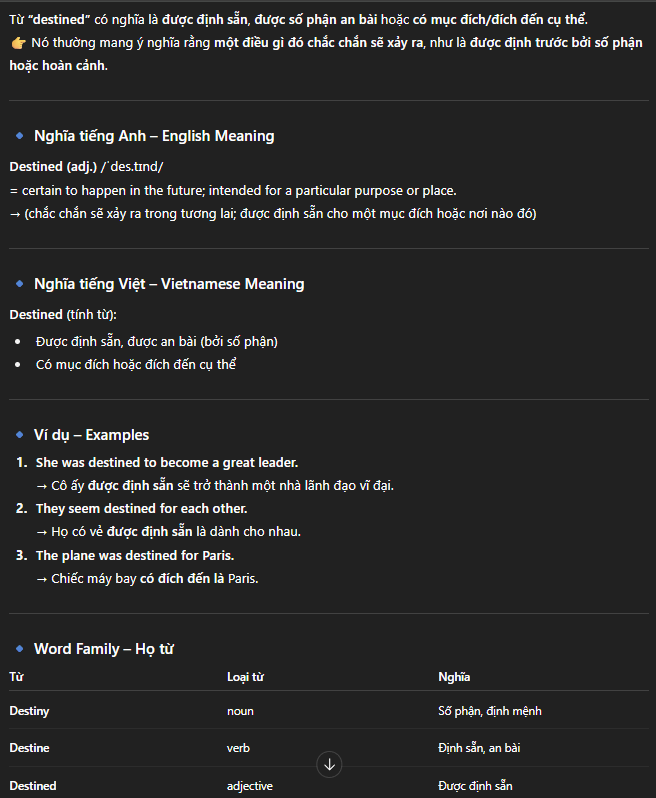 Từ “destined” có nghĩa là được định sẵn, được số phận an bài hoặc có mục đích/đích đến cụ thể.
👉 Nó thường mang ý nghĩa rằng một điều gì đó chắc chắn sẽ xảy ra, như là được định trước bởi số phận
hoặc hoàn cảnh.
🔹 Nghĩa tiếng Anh – English Meaning
Destined (adj.) /ˈdes.tɪnd/
= certain to happen in the future; intended for a particular purpose or place.
→ (chắc chắn sẽ xảy ra trong tương lai; được định sẵn cho một mục đích hoặc nơi nào đó)
🔹 Nghĩa tiếng Việt – Vietnamese Meaning
Destined (tính từ):
• Được định sẵn, được an bài (bởi số phận)
• Có mục đích hoặc đích đến cụ thể
🔹 Ví dụ – Examples
1. She was destined to become a great leader.
→ Cô ấy được định sẵn sẽ trở thành một nhà lãnh đạo vĩ đại.
2. They seem destined for each other.
→ Họ có vẻ được định sẵn là dành cho nhau.
3. The plane was destined for Paris.
→ Chiếc máy bay có đích đến là Paris.
🔹 Word Family – Họ từ
Từ Loại từ Nghĩa
Destiny noun Số phận, định mệnh
Destine verb Định sẵn, an bài
Destined adjective Được định sẵn